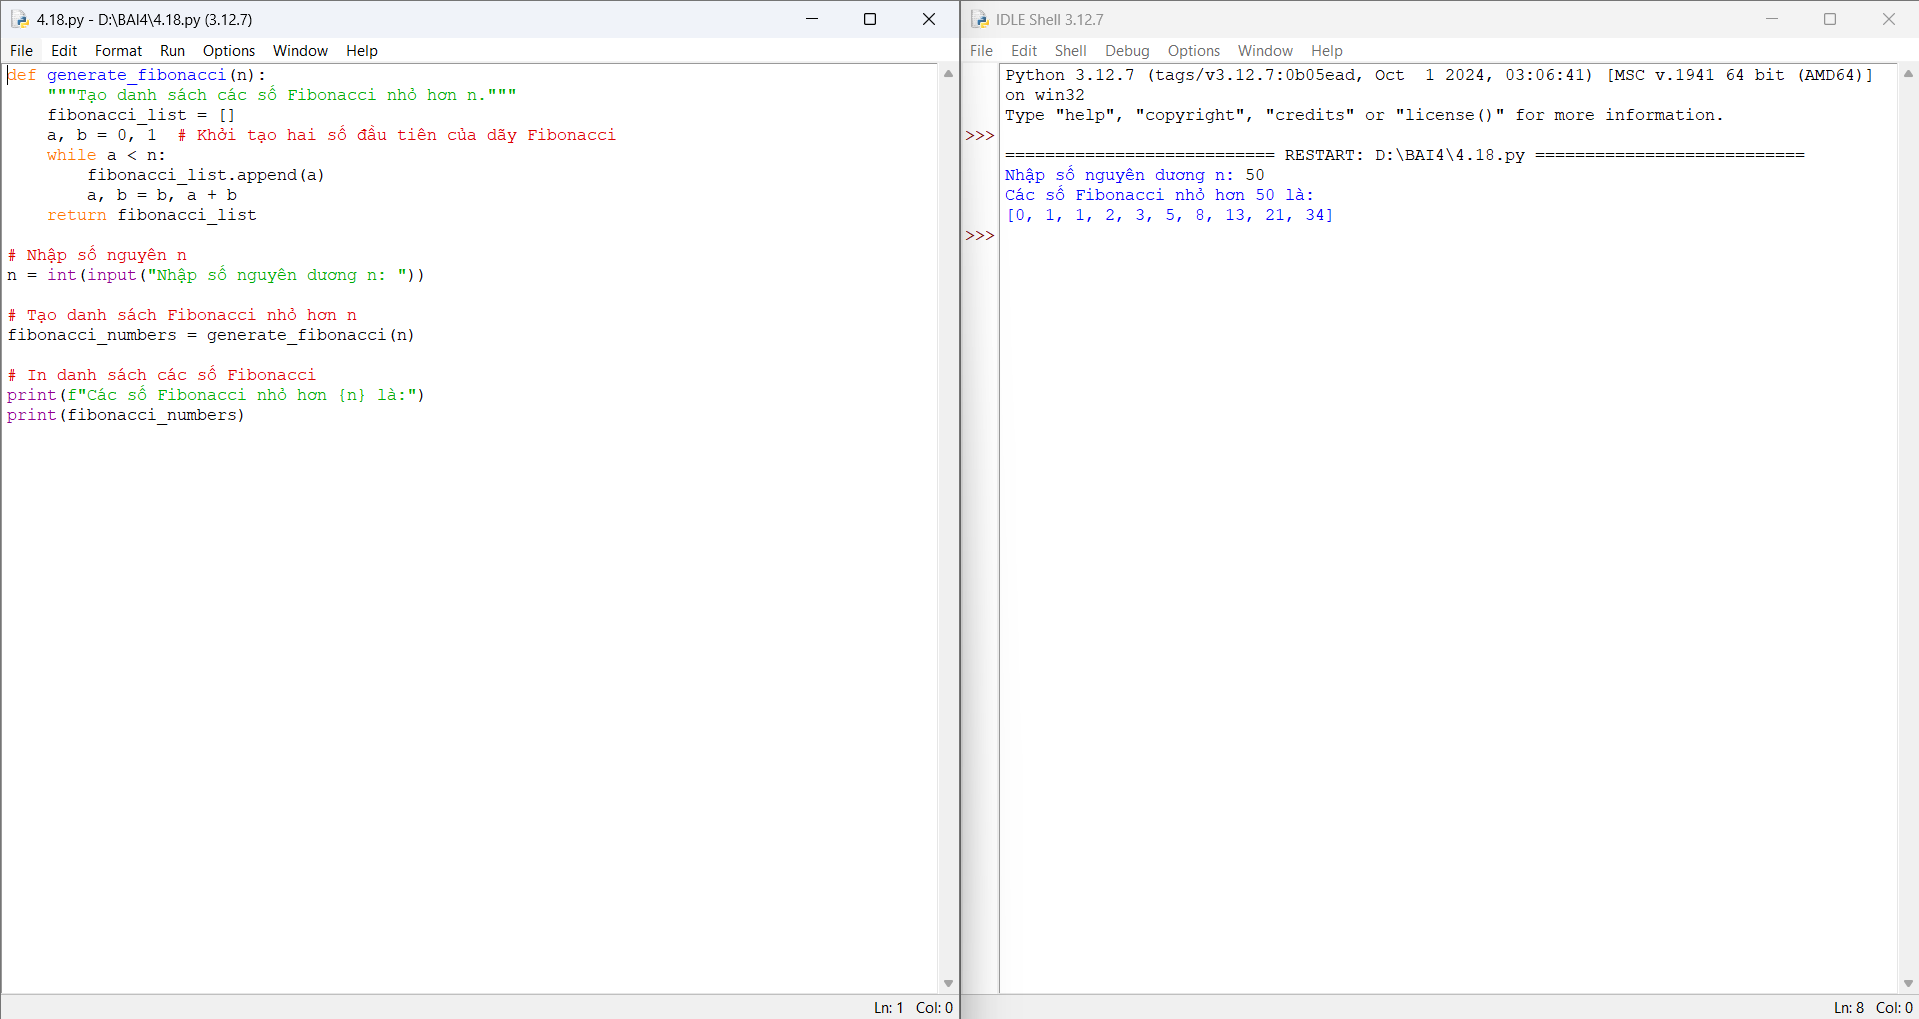 4.18.py - D:\BAI4\4.18.py (3.12.7)
File Edit Format Run Options Window Help
def generate_fibonacci(n):
    """Tạo danh sách các số Fibonacci nhỏ hơn n."""
    fibonacci_list = []
    a, b = 0, 1  # Khởi tạo hai số đầu tiên của dãy Fibonacci
    while a < n:
        fibonacci_list.append(a)
        a, b = b, a + b
    return fibonacci_list
# Nhập số nguyên n
n = int(input("Nhập số nguyên dương n: "))
# Tạo danh sách Fibonacci nhỏ hơn n
fibonacci_numbers = generate_fibonacci(n)
# In danh sách các số Fibonacci
print(f"Các số Fibonacci nhỏ hơn {n} là:")
print(fibonacci_numbers)
Ln: 1 Col: 0
IDLE Shell 3.12.7
File Edit Shell Debug Options Window Help
Python 3.12.7 (tags/v3.12.7:0b05ead, Oct  1 2024, 03:06:41) [MSC v.1941 64 bit (AMD64)]
on win32
Type "help", "copyright", "credits" or "license()" for more information.
>>>
=========================== RESTART: D:\BAI4\4.18.py ===========================
Nhập số nguyên dương n: 50
Các số Fibonacci nhỏ hơn 50 là:
[0, 1, 1, 2, 3, 5, 8, 13, 21, 34]
>>>
Ln: 8 Col: 0